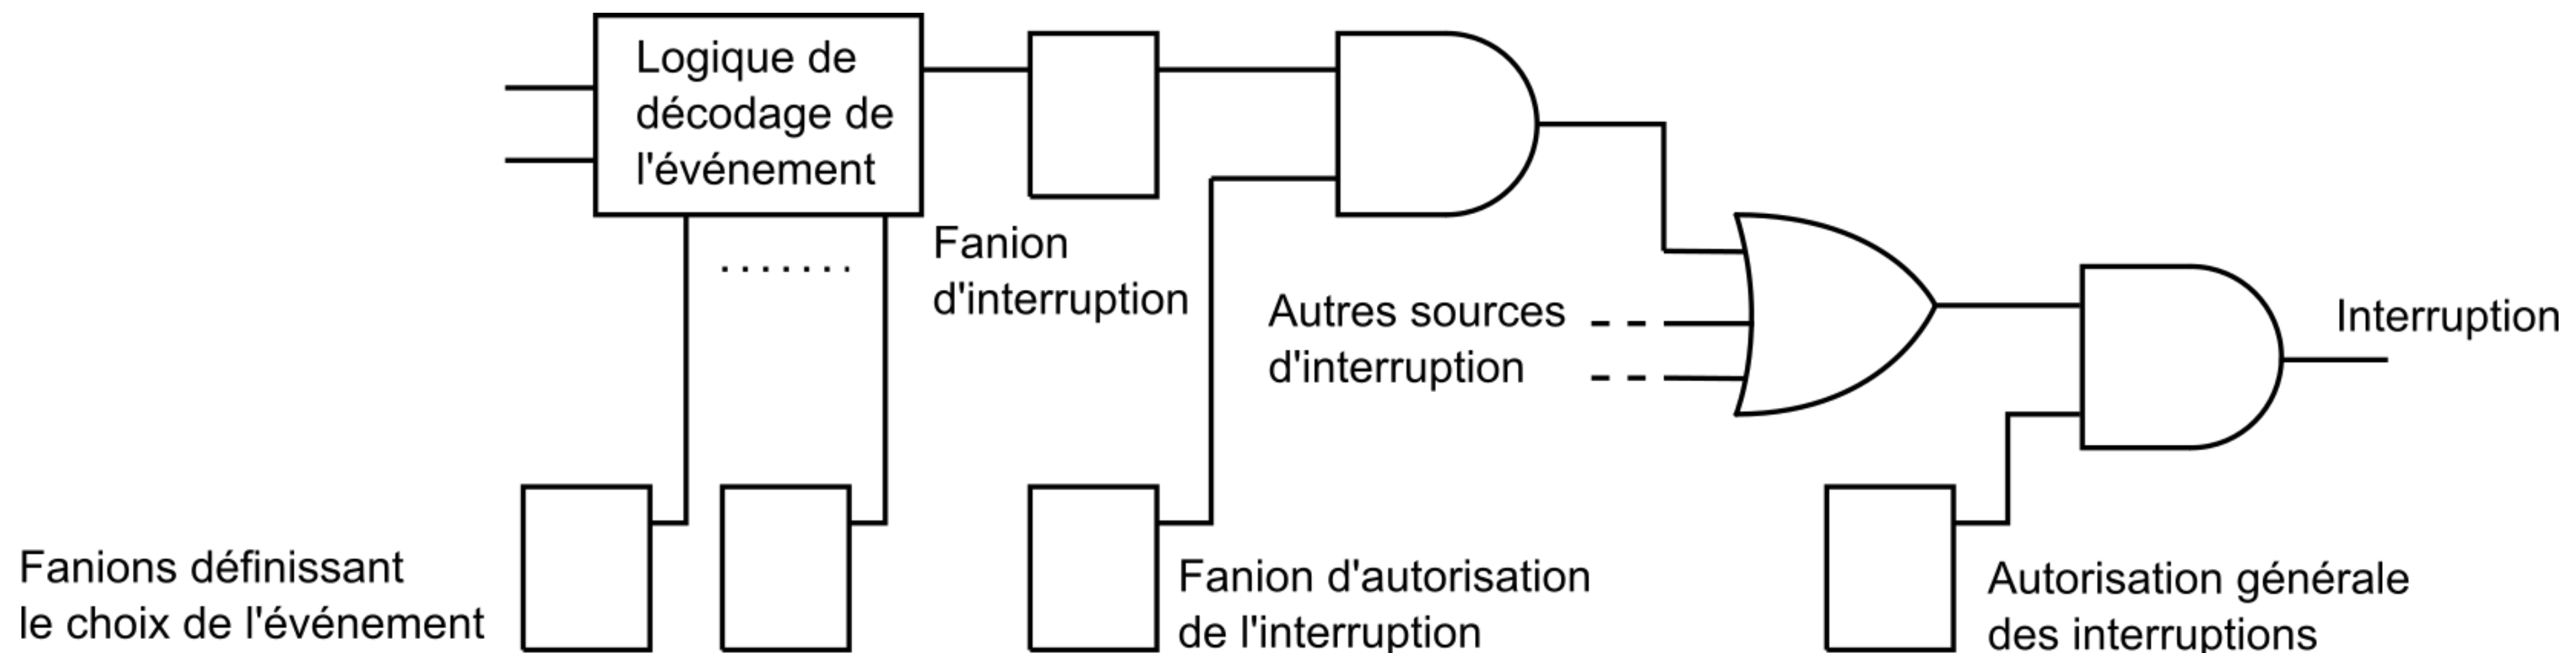 Logique de
décodage de
l'événement
Fanion
d'interruption
Autres sources
d'interruption
Interruption
Fanions définissant
le choix de l'événement
Fanion d'autorisation
de l'interruption
Autorisation générale
des interruptions